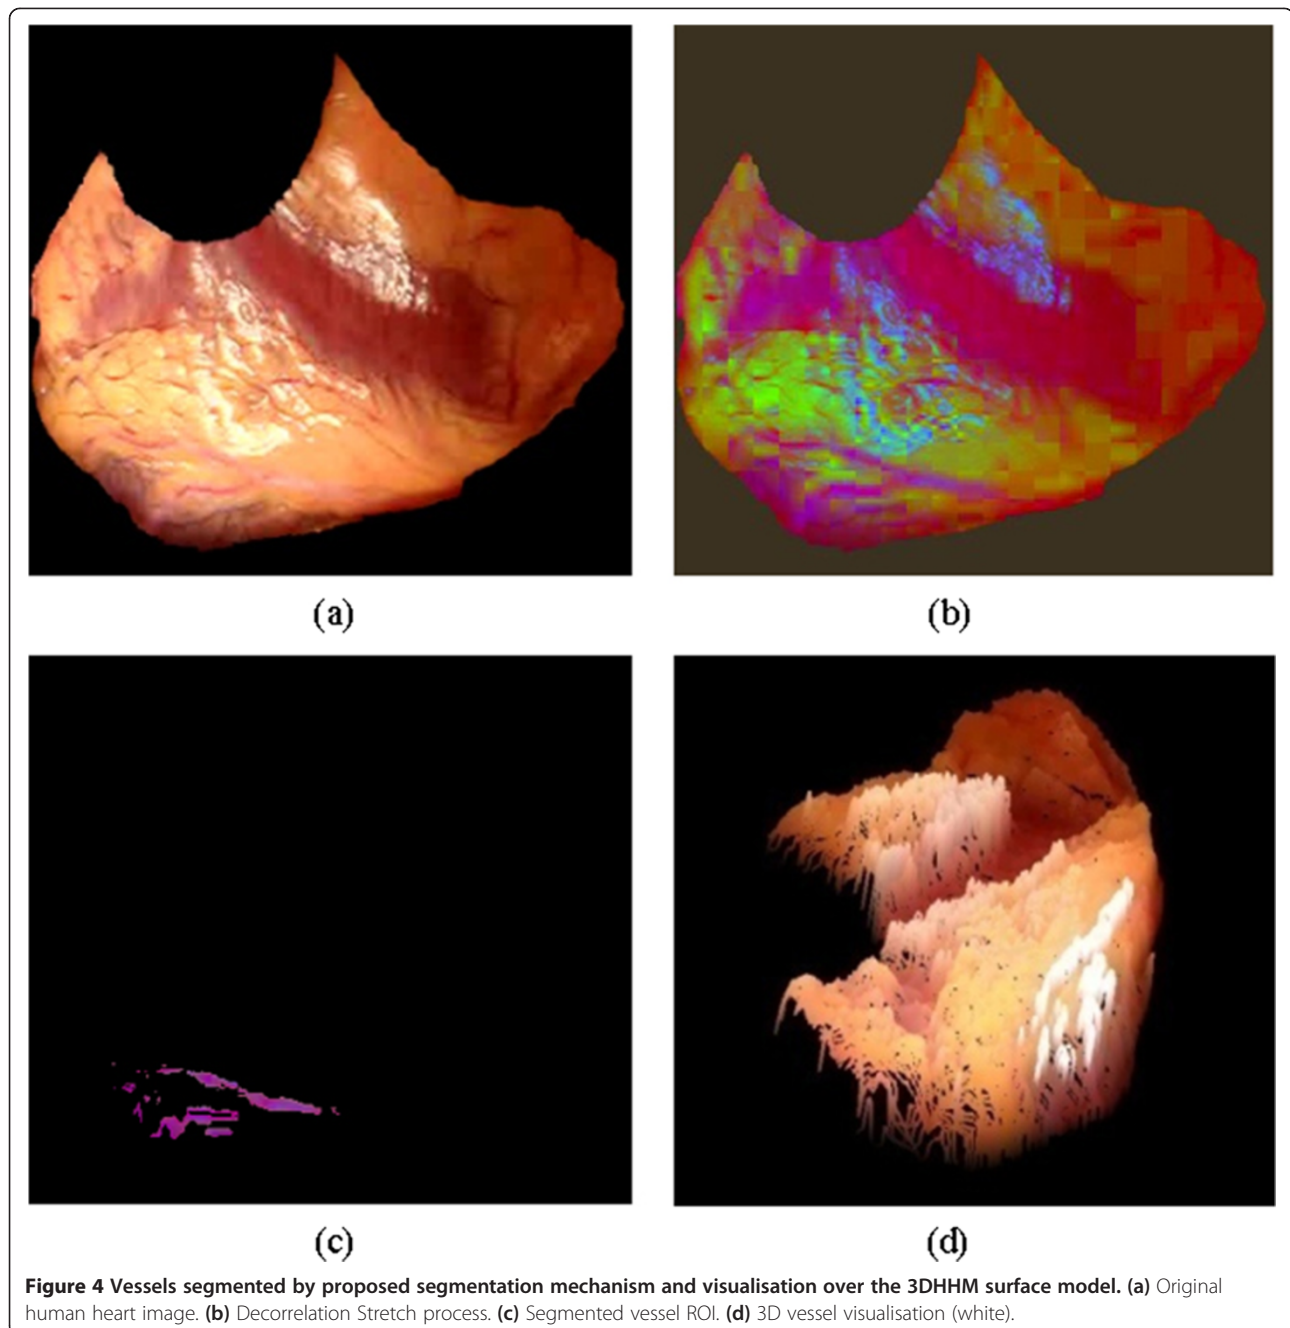 (a)
(b)
(c)
(d)
Figure 4 Vessels segmented by proposed segmentation mechanism and visualisation over the 3DHHM surface model. (a) Original
human heart image. (b) Decorrelation Stretch process. (c) Segmented vessel ROI. (d) 3D vessel visualisation (white).